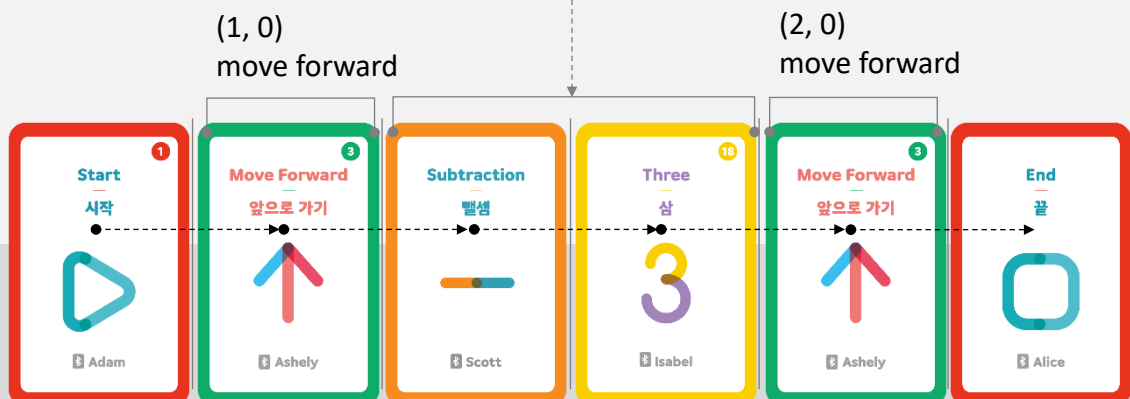 (1, 0)
move forward
(2, 0)
move forward
1
Start
시작
Adam
3
Move Forward
앞으로 가기
Ashely
Subtraction
뺄셈
Scott
18
Three
삼
3
Isabel
3
Move Forward
앞으로 가기
Ashely
End
끝
Alice